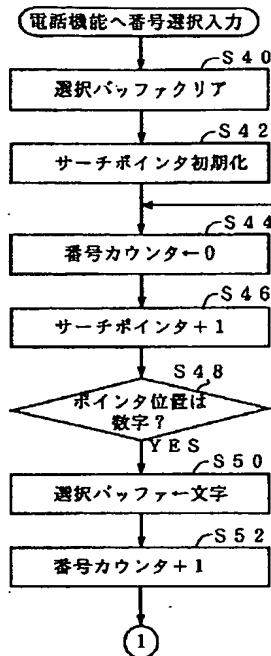 電話機能へ番号選択入力
S40
選択バッファクリア
S42
サーチポインタ初期化
S44
番号カウンタ←0
S46
サーチポインタ+1
S48
ポインタ位置は
数字?
YES
S50
選択バッファ←文字
S52
番号カウンタ+1
1